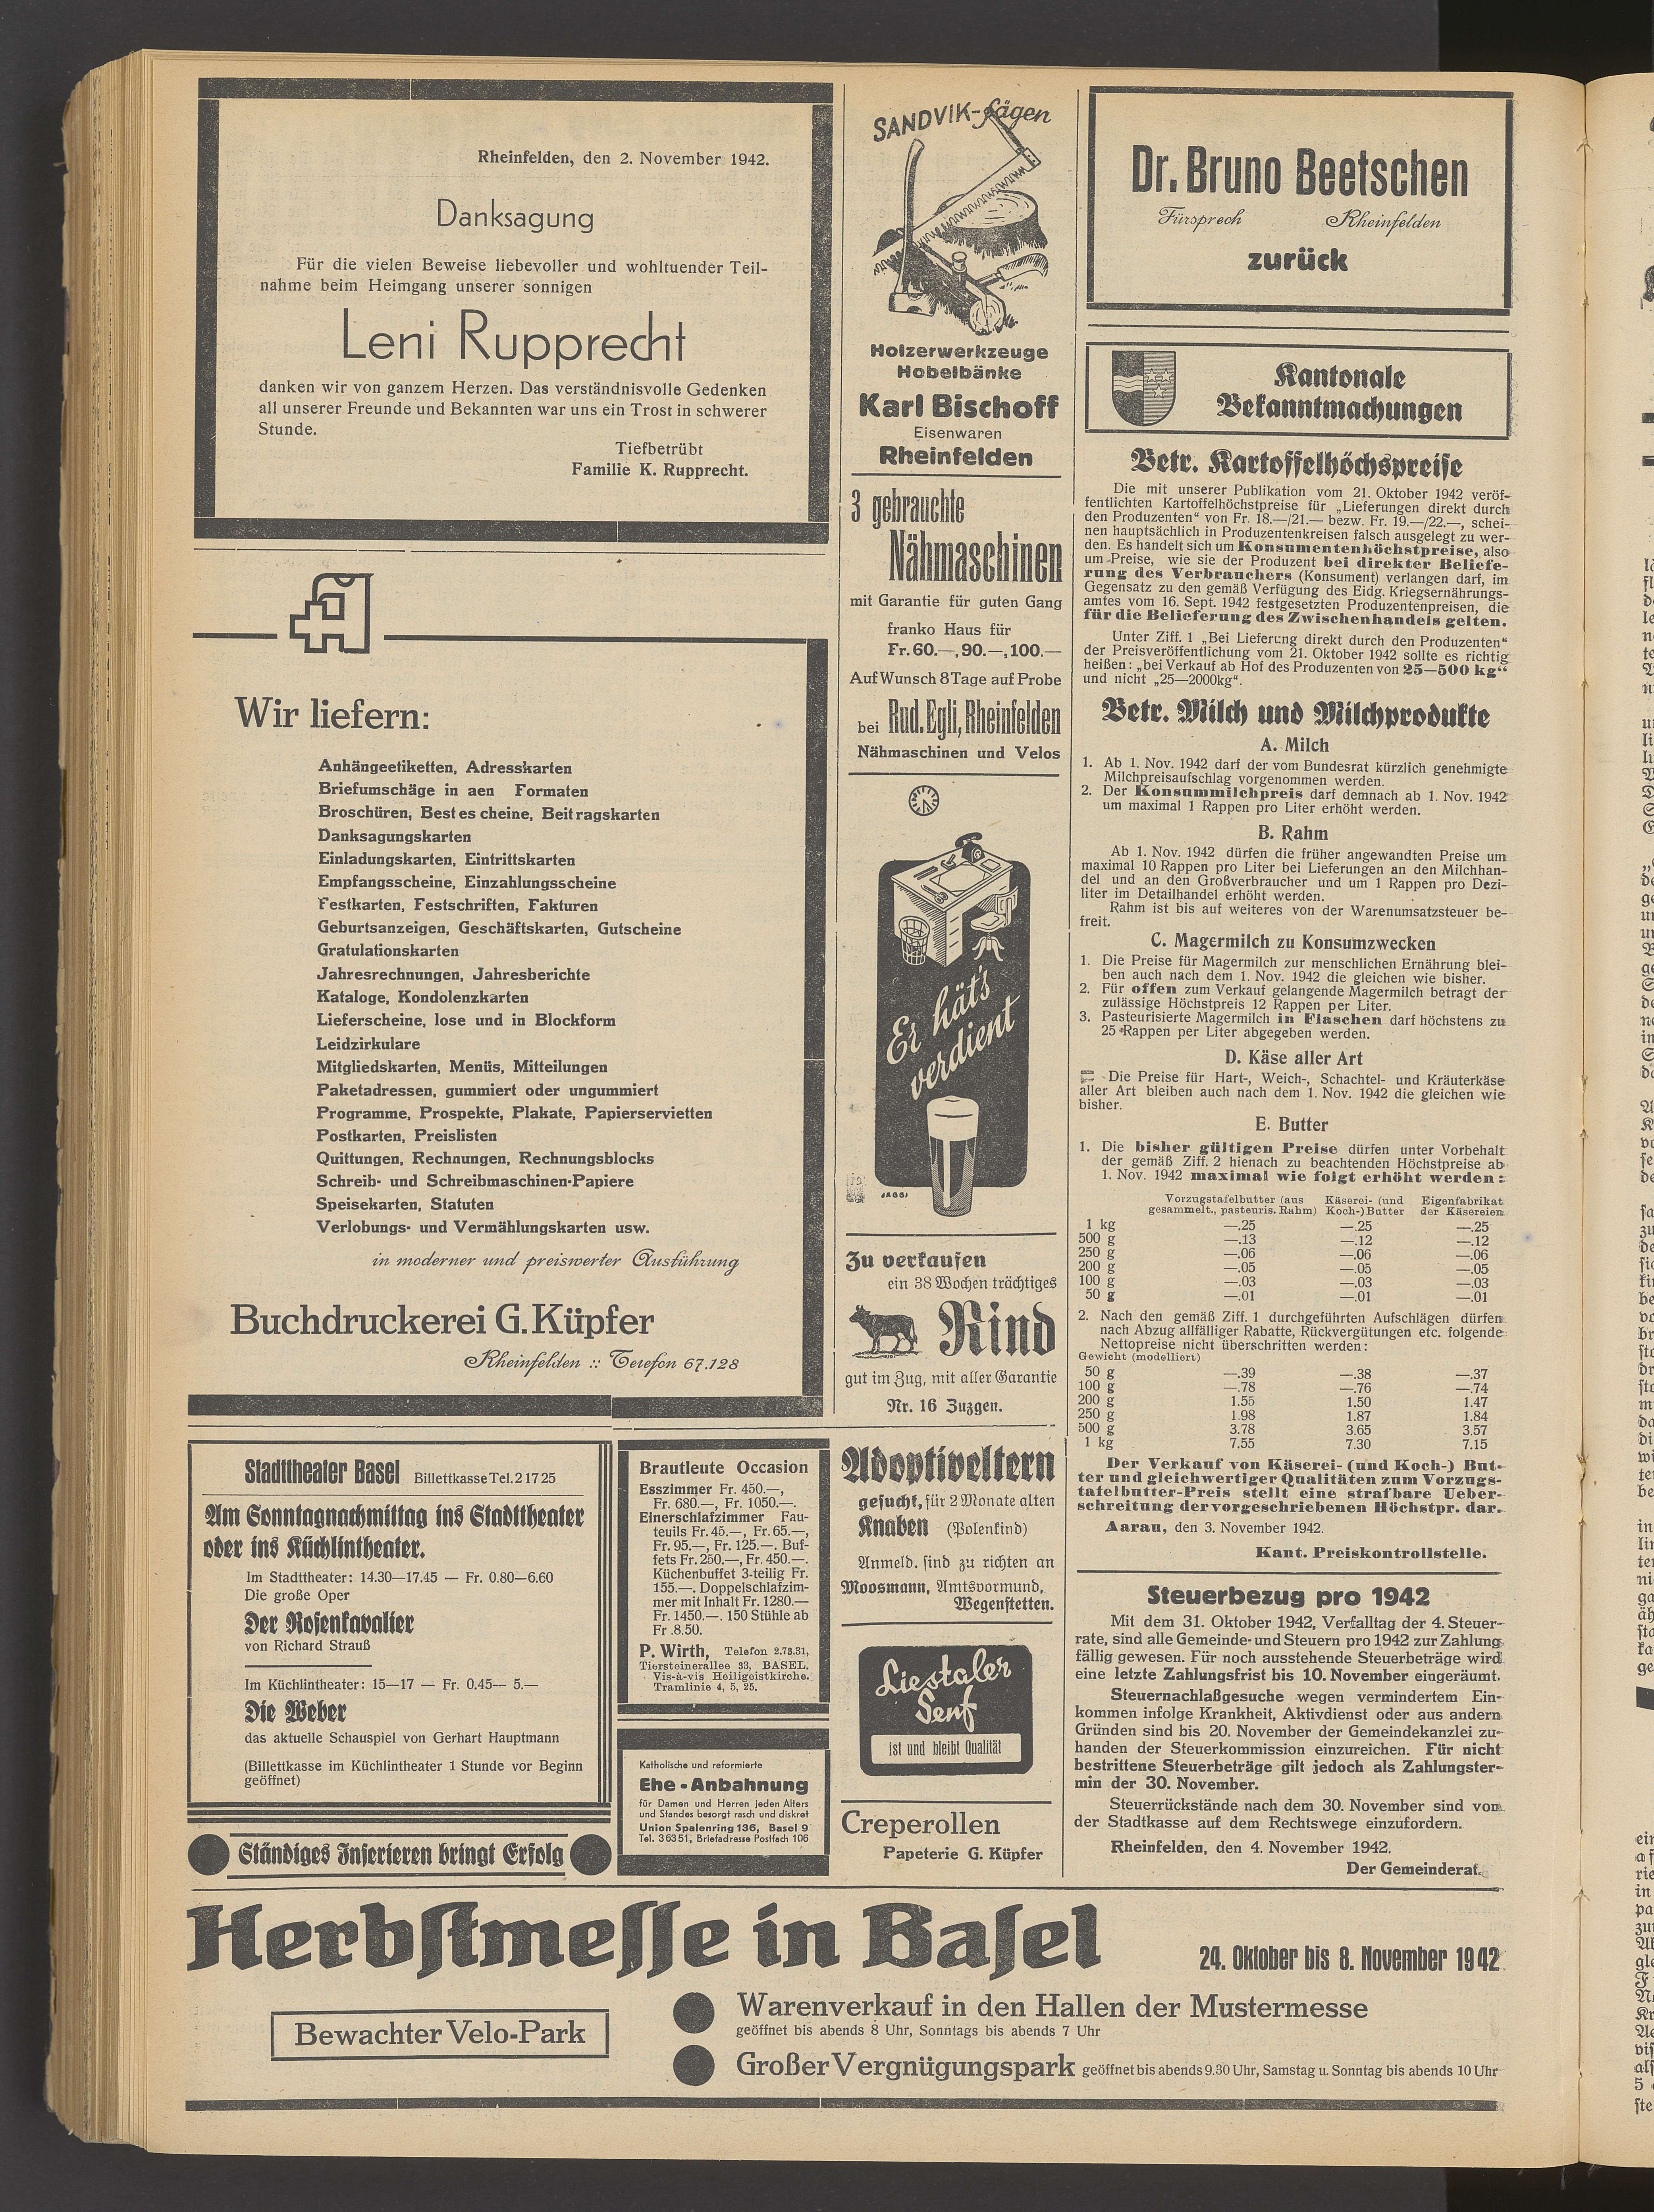 Rheinfelden, den 2. November 1942.
Danksagung
Für die vielen Beweise liebevoller und wohltuender Teil-
nahme beim Heimgang unserer sonnigen
Leni Rupprecht
danken wir von ganzem Herzen. Das verständnisvolle Gedenken
all unserer Freunde und Bekannten war uns ein Trost in schwerer
Stunde.
Tiefbetrübt
Familie K. Rupprecht.
Wir liefern:
Anhängeetiketten, Adresskarten
Briefumschäge in aen Formaten
Broschüren, Bestescheine, Beitragskarten
Danksagungskarten
Einladungskarten, Eintrittskarten
Empfangsscheine, Einzahlungsscheine
Festkarten, Festschriften, Fakturen
Geburtsanzeigen, Geschäftskarten, Gutscheine
Gratulationskarten
Jahresrechnungen, Jahresberichte
Kataloge, Kondolenzkarten
Lieferscheine, lose und in Blockform
Leidzirkulare
Mitgliedskarten, Menüs, Mitteilungen
Paketadressen, gummiert oder ungummiert
Programme, Prospekte, Plakate, Papierservietten
Postkarten, Preislisten
Quittungen, Rechnungen, Rechnungsblocks
Schreib- und Schreibmaschinen-Papiere
Speisekarten, Statuten
Verlobungs- und Vermählungskarten usw.
in moderner und preiswerter Ausführung
Buchdruckerei G. Küpfer
Rheinfelden :: Telefon 67.128
Stadttheater Basel Billettkasse Tel. 2 17 25
Am Sonntagnachmittag ins Stadttheater
oder ins Küchlintheater.
Im Stadttheater: 14.30—17.45 — Fr. 0.80—6.60
Die große Oper
Der Rosenkavalier
von Richard Strauß
Im Küchlintheater: 15—17 — Fr. 0.45— 5.—
Die Weber
das aktuelle Schauspiel von Gerhart Hauptmann
(Billettkasse im Küchlintheater 1 Stunde vor Beginn
geöffnet)
Ständiges Inserieren bringt Erfolg
Brautleute Occasion
Esszimmer Fr. 450.—,
Fr. 680.—, Fr. 1050.—.
Einerschlafzimmer Fau-
teuils Fr. 45.—, Fr. 65.—,
Fr. 95.—, Fr. 125.—. Buf-
fets Fr. 250.—, Fr. 450.—.
Küchenbuffet 3-teilig Fr.
155.—. Doppelschlafzim-
mer mit Inhalt Fr. 1280.—
Fr. 1450.—. 150 Stühle ab
Fr .8.50.
P. Wirth, Telefon 2.73.31,
Tiersteinerallee 33, BASEL.
Vis-à-vis Heiligeistkirche.
Tramlinie 4, 5, 25.
Katholische und reformierte
Ehe-Anbahnung
für Damen und Herren jeden Alters
und Standes besorgt rasch und diskret
Union Spalenring 136, Basel 9
Tel. 3 63 51, Briefadresse Postfach 106
SANDVIK-Sägen
Holzerwerkzeuge
Hobelbänke
Karl Bischoff
Eisenwaren
Rheinfelden
3 gebrauchte
Nähmaschinen
mit Garantie für guten Gang
franko Haus für
Fr. 60.—, 90.—, 100.—
Auf Wunsch 8 Tage auf Probe
bei Rud. Egli, Rheinfelden
Nähmaschinen und Velos
Er hät's
verdient
Zu verkaufen
ein 38 Wochen trächtiges
Rind
gut im Zug, mit aller Garantie
Nr. 16 Zuzgen.
Adoptiveltern
gesucht, für 2 Monate alten
Knaben (Polenkind)
Anmeld. sind zu richten an
Moosmann, Amtsvormund,
Wegenstetten.
Liestaler
Senf
ist und bleibt Qualität
Creperollen
Papeterie G. Küpfer
Dr. Bruno Beetschen
Fürsprech Rheinfelden
zurück
Kantonale
Bekanntmachungen
Betr. Kartoffelhöchspreise
Die mit unserer Publikation vom 21. Oktober 1942 veröf-
fentlichten Kartoffelhöchstpreise für „Lieferungen direkt durch
den Produzenten“ von Fr. 18.—/21.— bezw. Fr. 19.—/22.—, schei-
nen hauptsächlich in Produzentenkreisen falsch ausgelegt zu wer-
den. Es handelt sich um Konsumentenhöchstpreise, also
um Preise, wie sie der Produzent bei direkter Beliefe-
rung des Verbrauchers (Konsument) verlangen darf, im
Gegensatz zu den gemäß Verfügung des Eidg. Kriegsernährungs-
amtes vom 16. Sept. 1942 festgesetzten Produzentenpreisen, die
für die Belieferung des Zwischenhandels gelten.
Unter Ziff. 1 „Bei Lieferung direkt durch den Produzenten“
der Preisveröffentlichung vom 21. Oktober 1942 sollte es richtig
heißen: „bei Verkauf ab Hof des Produzenten von 25—500 kg“
und nicht „25—2000kg“.
Betr. Milch und Milchprodukte
A. Milch
1. Ab 1. Nov. 1942 darf der vom Bundesrat kürzlich genehmigte
Milchpreisaufschlag vorgenommen werden.
2. Der Konsummilchpreis darf demnach ab 1. Nov. 1942
um maximal 1 Rappen pro Liter erhöht werden.
B. Rahm
Ab 1. Nov. 1942 dürfen die früher angewandten Preise um
maximal 10 Rappen pro Liter bei Lieferungen an den Milchhan-
del und an den Großverbraucher und um 1 Rappen pro Dezi-
liter im Detailhandel erhöht werden.
Rahm ist bis auf weiteres von der Warenumsatzsteuer be-
freit.
C. Magermilch zu Konsumzwecken
1. Die Preise für Magermilch zur menschlichen Ernährung blei-
ben auch nach dem 1. Nov. 1942 die gleichen wie bisher.
2. Für offen zum Verkauf gelangende Magermilch betragt der
zulässige Höchstpreis 12 Rappen per Liter.
3. Pasteurisierte Magermilch in Flaschen darf höchstens zu
25 Rappen per Liter abgegeben werden.
D. Käse aller Art
Die Preise für Hart-, Weich-, Schachtel- und Kräuterkäse
aller Art bleiben auch nach dem 1. Nov. 1942 die gleichen wie
bisher.
E. Butter
1. Die bisher gültigen Preise dürfen unter Vorbehalt
der gemäß Ziff. 2 hienach zu beachtenden Höchstpreise ab
1. Nov. 1942 maximal wie folgt erhöht werden:
Vorzugstafelbutter (aus Käserei- (und Eigenfabrikat
gesammelt., pasteuris. Rahm) Koch-) Butter der Käsereien
1 kg —.25 —.25 —.25
500 g —.13 —.12 —.12
250 g —.06 —.06 —.06
200 g —.05 —.05 —.05
100 g —.03 —.03 —.03
50 g —.01 —.01 —.01
2. Nach den gemäß Ziff. 1 durchgeführten Aufschlägen dürfen
nach Abzug allfälliger Rabatte, Rückvergütungen etc. folgende
Nettopreise nicht überschritten werden:
Gewicht (modelliert)
50 g —.39 —.38 —.37
100 g —.78 —.76 —.74
200 g 1.55 1.50 1.47
250 g 1.98 1.87 1.84
500 g 3.78 3.65 3.57
1 kg 7.55 7.30 7.15
Der Verkauf von Käserei- (und Koch-) But-
ter und gleichwertiger Qualitäten zum Vorzugs-
tafelbutter-Preis stellt eine strafbare Ueber-
schreitung der vorgeschriebenen Höchstpr. dar.
Aarau, den 3. November 1942.
Kant. Preiskontrollstelle.
Steuerbezug pro 1942
Mit dem 31. Oktober 1942, Verfalltag der 4. Steuer-
rate, sind alle Gemeinde- und Steuern pro 1942 zur Zahlung
fällig gewesen. Für noch ausstehende Steuerbeträge wird
eine letzte Zahlungsfrist bis 10. November eingeräumt.
Steuernachlaßgesuche wegen vermindertem Ein-
kommen infolge Krankheit, Aktivdienst oder aus andern
Gründen sind bis 20. November der Gemeindekanzlei zu-
handen der Steuerkommission einzureichen. Für nicht
bestrittene Steuerbeträge gilt jedoch als Zahlungster-
min der 30. November.
Steuerrückstände nach dem 30. November sind von
der Stadtkasse auf dem Rechtswege einzufordern.
Rheinfelden, den 4. November 1942.
Der Gemeinderat.
Herbstmesse in Basel
24. Oktober bis 8. November 1942
Bewachter Velo-Park
Warenverkauf in den Hallen der Mustermesse
geöffnet bis abends 8 Uhr, Sonntags bis abends 7 Uhr
Großer Vergnügungspark geöffnet bis abends 9.30 Uhr, Samstag u. Sonntag bis abends 10 Uhr